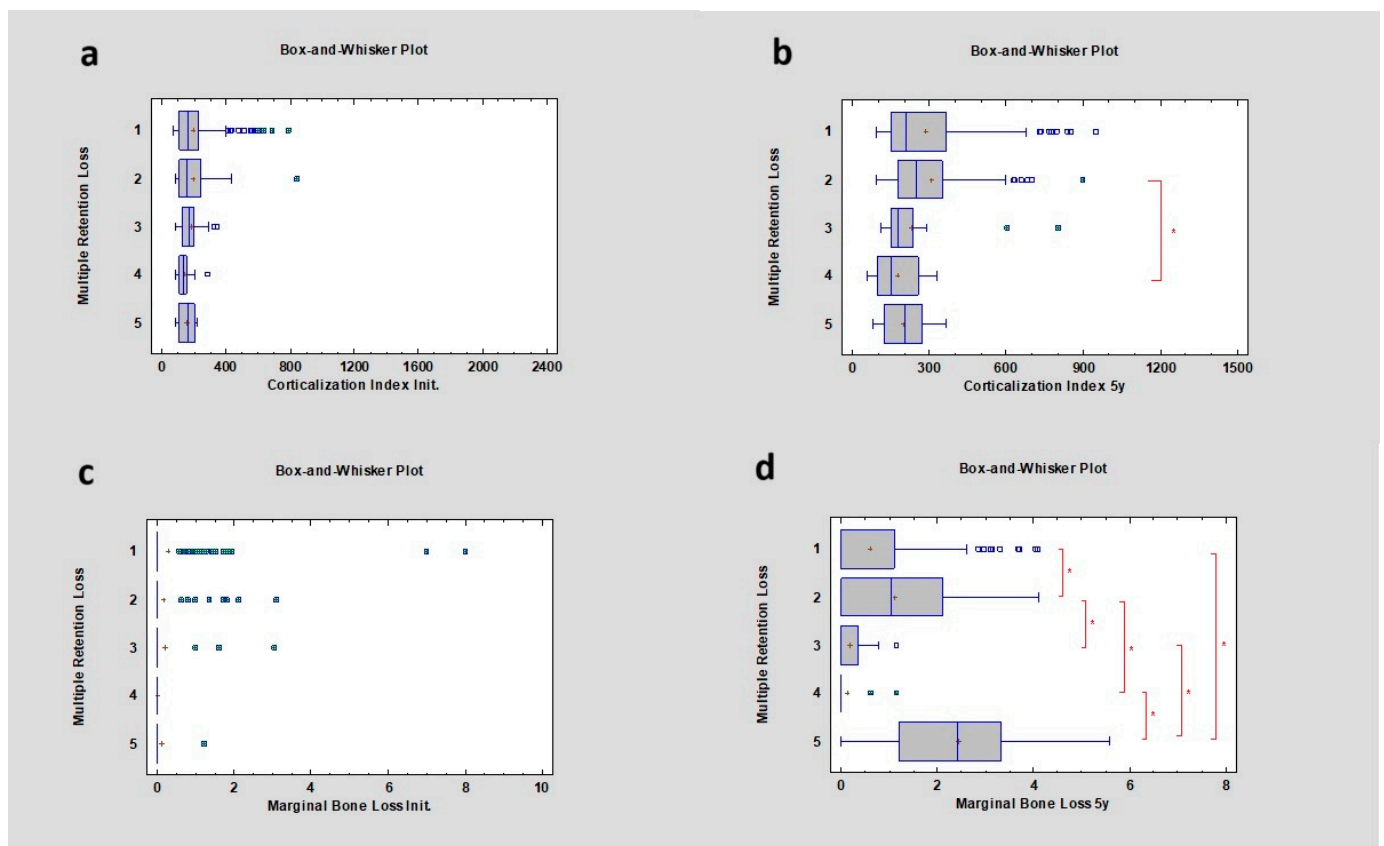 a
Box-and-Whisker Plot
Multiple Retention Loss
1
2
3
4
5
0 400 800 1200 1600 2000 2400
Corticalization Index Init.
b
Box-and-Whisker Plot
Multiple Retention Loss
1
2
*
3
4
5
0 300 600 900 1200 1500
Corticalization Index 5y
c
Box-and-Whisker Plot
Multiple Retention Loss
1
2
3
4
5
0 2 4 6 8 10
Marginal Bone Loss Init.
d
Box-and-Whisker Plot
Multiple Retention Loss
1
*
2
*
3 * *
4 *
*
5
0 2 4 6 8
Marginal Bone Loss 5y